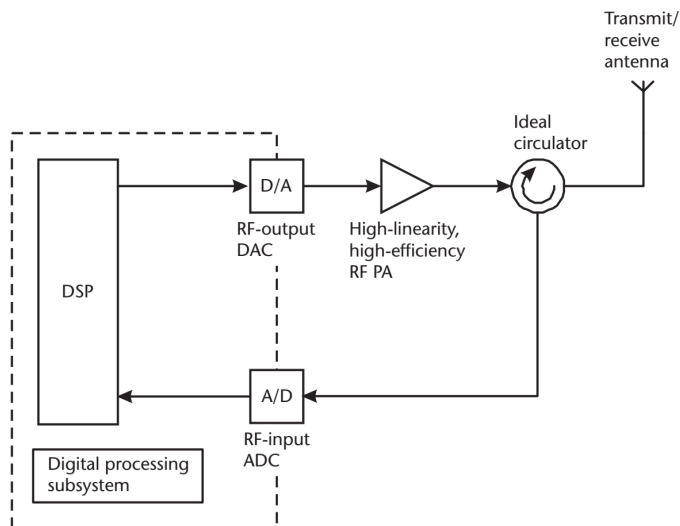 Transmit/
receive
antenna
Ideal
circulator
D/A
RF-output
DAC
High-linearity,
high-efficiency
RF PA
DSP
A/D
RF-input
ADC
Digital processing
subsystem